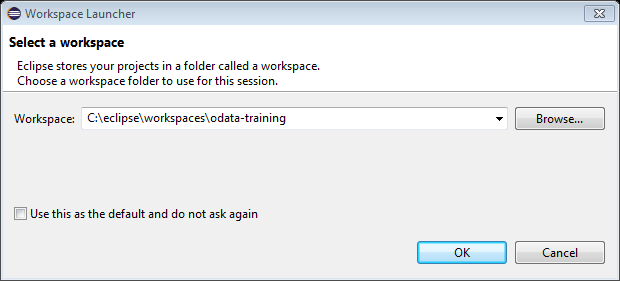 Workspace Launcher
Select a workspace
Eclipse stores your projects in a folder called a workspace.
Choose a workspace folder to use for this session.
Workspace: C:\eclipse\workspaces\odata-training Browse...
Use this as the default and do not ask again
OK Cancel